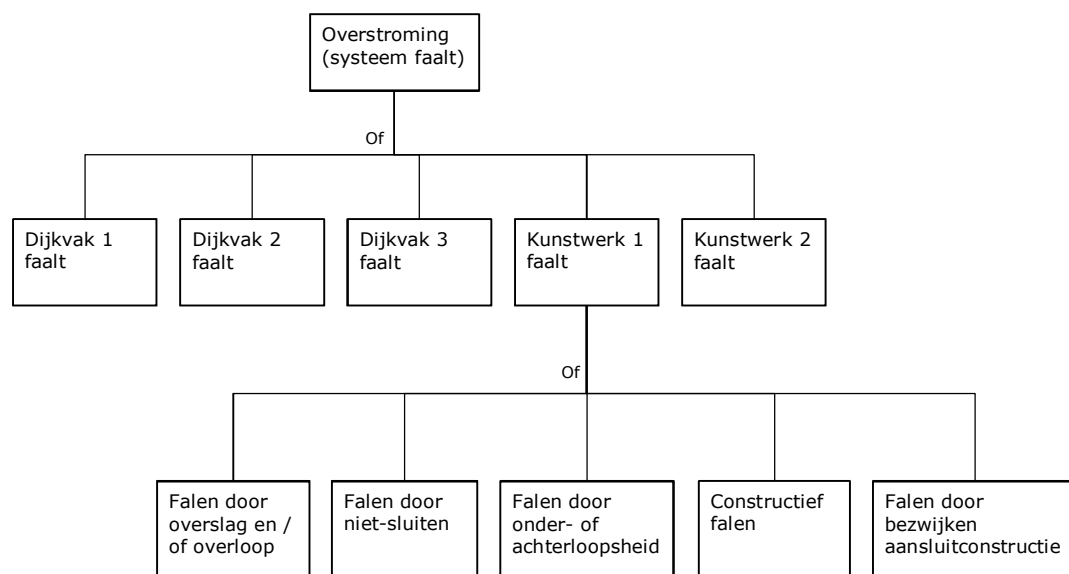 Overstroming
(systeem faalt)
Of
Dijkvak 1
faalt
Dijkvak 2
faalt
Dijkvak 3
faalt
Kunstwerk 1
faalt
Kunstwerk 2
faalt
Of
Falen door
overslag en /
of overloop
Falen door
niet-sluiten
Falen door
onder- of
achterloopsheid
Constructief
falen
Falen door
bezwijken
aansluitconstructie